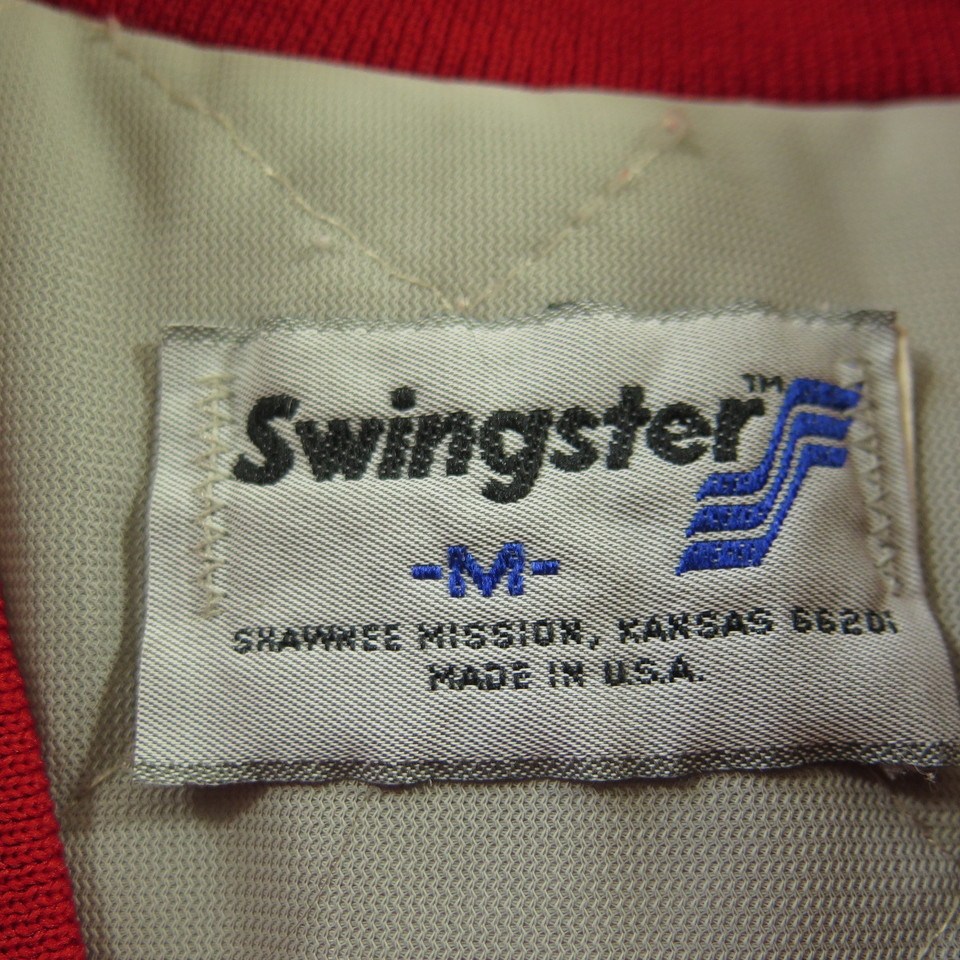 Swingster™
-M-
SHAWNEE MISSION, KANSAS 66201
MADE IN U.S.A.